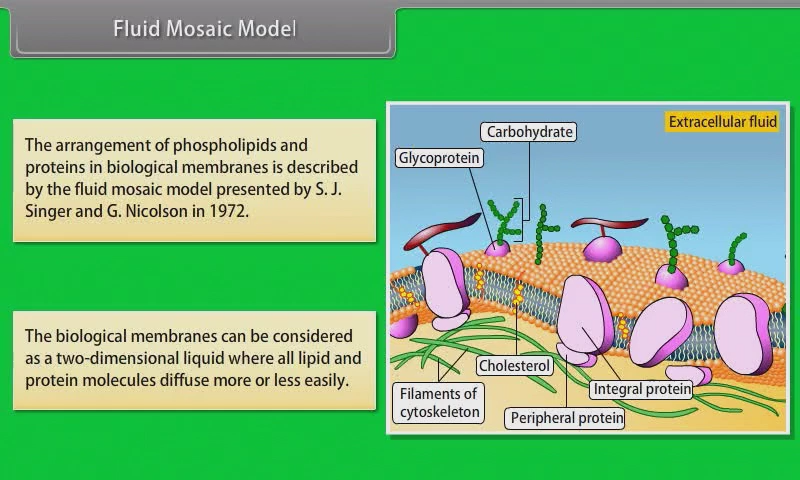 Fluid Mosaic Model
The arrangement of phospholipids and
proteins in biological membranes is described
by the fluid mosaic model presented by S. J.
Singer and G. Nicolson in 1972.
The biological membranes can be considered
as a two-dimensional liquid where all lipid and
protein molecules diffuse more or less easily.
Extracellular fluid
Carbohydrate
Glycoprotein
Cholesterol
Filaments of
cytoskeleton
Integral protein
Peripheral protein